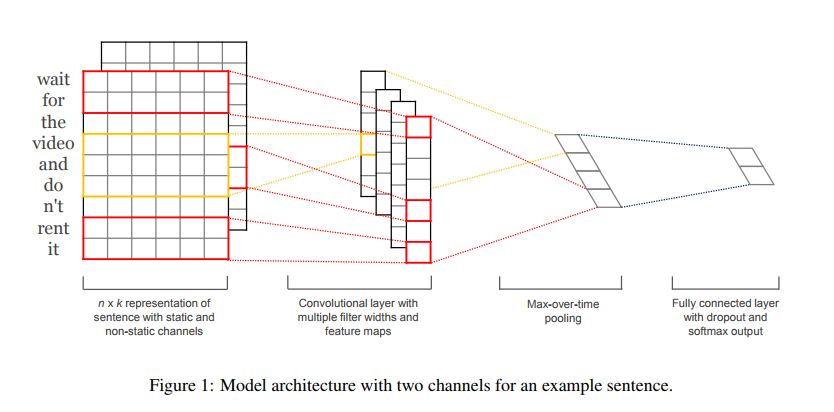 wait
for
the
video
and
do
n't
rent
it
n x k representation of
sentence with static and
non-static channels
Convolutional layer with
multiple filter widths and
feature maps
Max-over-time
pooling
Fully connected layer
with dropout and
softmax output
Figure 1: Model architecture with two channels for an example sentence.